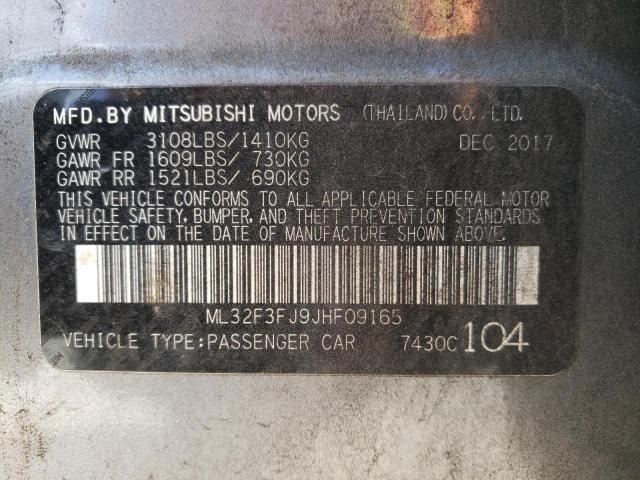 MFD.BY MITSUBISHI MOTORS (THAILAND) CO., LTD.
GVWR 3108LBS/1410KG DEC 2017
GAWR FR 1609LBS/ 730KG
GAWR RR 1521LBS/ 690KG
THIS VEHICLE CONFORMS TO ALL APPLICABLE FEDERAL MOTOR
VEHICLE SAFETY, BUMPER, AND THEFT PREVENTION STANDARDS
IN EFFECT ON THE DATE OF MANUFACTURE SHOWN ABOVE.
ML32F3FJ9JHF09165
VEHICLE TYPE:PASSENGER CAR 7430C 104